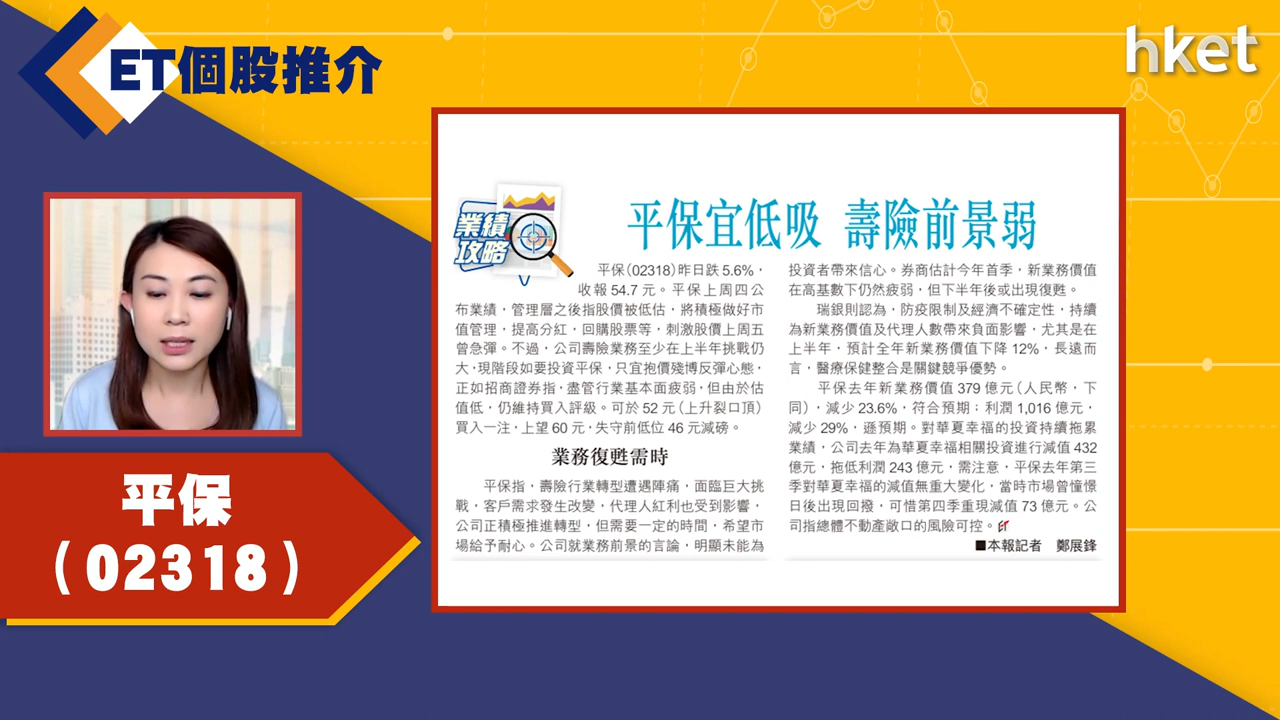 ET個股推介
hket
業績
攻略
平保宜低吸 壽險前景弱
平保(02318)昨日跌5.6%,
收報54.7元。平保上周四公
布業績,管理層之後指股價被低估,將積極做好市
值管理,提高分紅,回購股票等,刺激股價上周五
曾急彈。不過,公司壽險業務至少在上半年挑戰仍
大,現階段如要投資平保,只宜抱價殘博反彈心態,
正如招商證券指,盡管行業基本面疲弱,但由於估
值低,仍維持買入評級。可於52元(上升裂口頂)
買入一注,上望60元,失守前低位46元減磅。
業務復甦需時
平保指,壽險行業轉型遭遇陣痛,面臨巨大挑
戰,客戶需求發生改變,代理人紅利也受到影響,
公司正積極推進轉型,但需要一定的時間,希望市
場給予耐心。公司就業務前景的言論,明顯未能為
投資者帶來信心。券商估計今年首季,新業務價值
在高基數下仍然疲弱,但下半年後或出現復甦。
瑞銀則認為,防疫限制及經濟不確定性,持續
為新業務價值及代理人數帶來負面影響,尤其是在
上半年,預計全年新業務價值下降12%,長遠而
言,醫療保健整合是關鍵競爭優勢。
平保去年新業務價值379億元(人民幣,下
同),減少23.6%,符合預期;利潤1,016億元,
減少29%,遜預期。對華夏幸福的投資持續拖累
業績,公司去年為華夏幸福相關投資進行減值432
億元,拖低利潤243億元,需注意,平保去年第三
季對華夏幸福的減值無重大變化,當時市場曾憧憬
日後出現回撥,可惜第四季重現減值73億元。公
司指總體不動產敞口的風險可控。
■本報記者 鄭展鋒
平保
(02318)